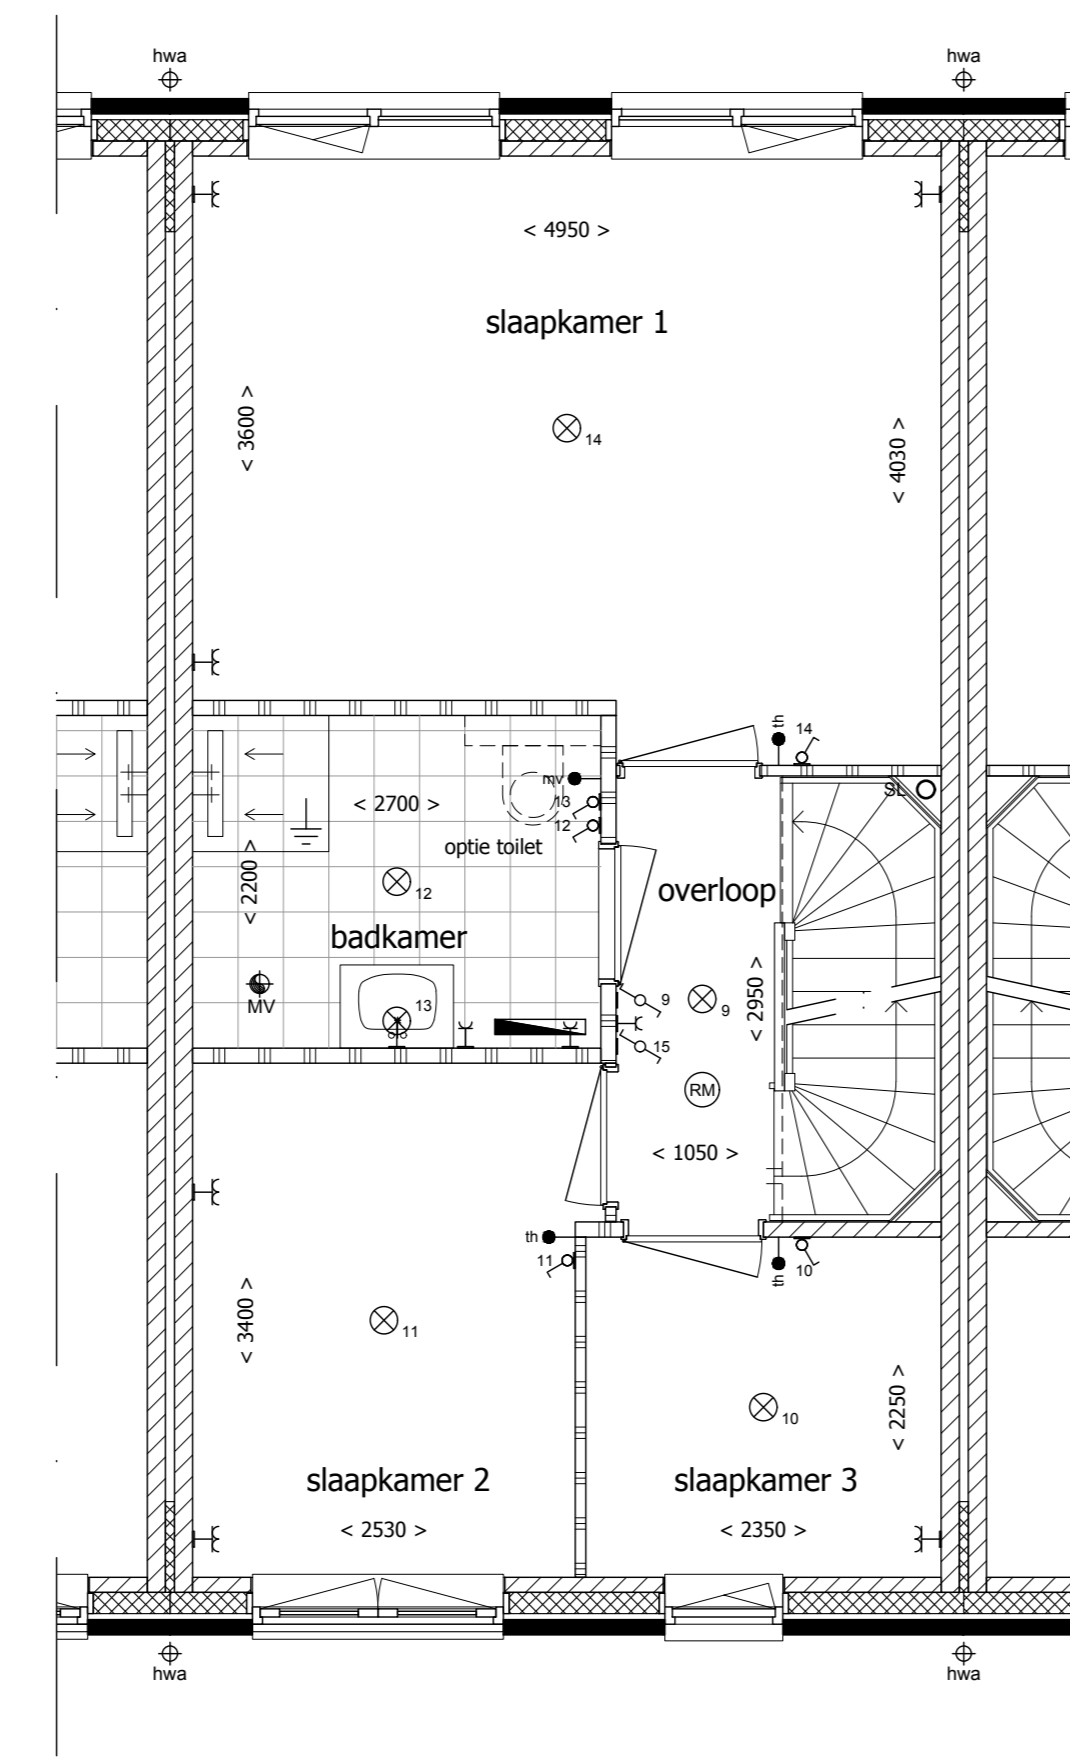 hwa
hwa
< 4950 >
slaapkamer 1
< 3600 >
14
< 4030 >
th
14
mv
13
12
SL
< 2700 >
optie toilet
< 2200 >
12
overloop
badkamer
MV
13
9
9
< 2950 >
15
RM
< 1050 >
th
11
th
10
< 3400 >
11
10
< 2250 >
slaapkamer 2
slaapkamer 3
< 2530 >
< 2350 >
hwa
hwa